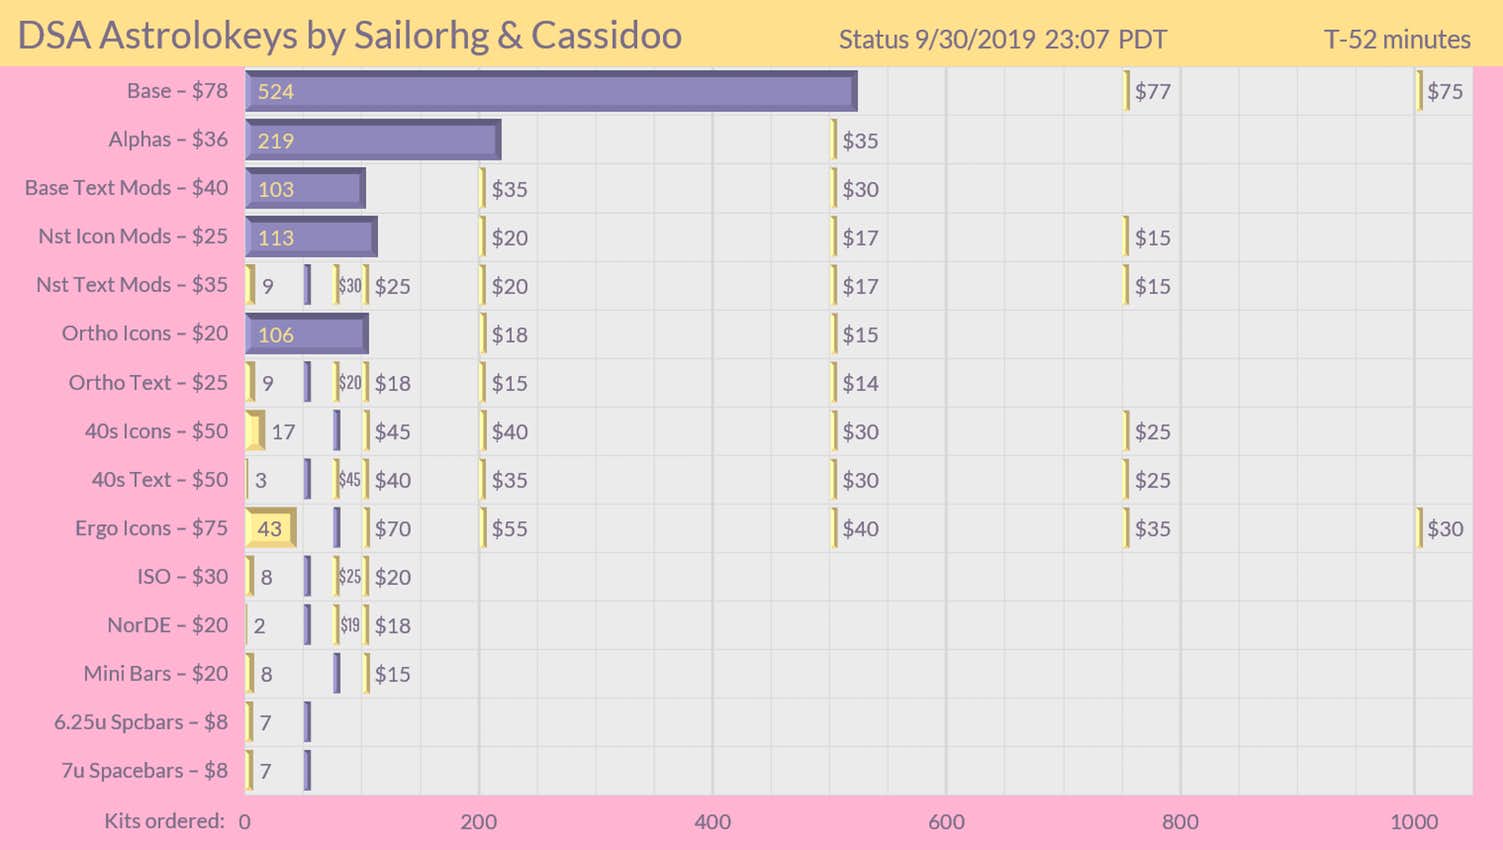 DSA Astrolokeys by Sailorhg & Cassidoo Status 9/30/2019 23:07 PDT T-52 minutes
Base – $78 524 $77 $75
Alphas – $36 219 $35
Base Text Mods – $40 103 $35 $30
Nst Icon Mods – $25 113 $20 $17 $15
Nst Text Mods – $35 9 $30 $25 $20 $17 $15
Ortho Icons – $20 106 $18 $15
Ortho Text – $25 9 $20 $18 $15 $14
40s Icons – $50 17 $45 $40 $30 $25
40s Text – $50 3 $45 $40 $35 $30 $25
Ergo Icons – $75 43 $70 $55 $40 $35 $30
ISO – $30 8 $25 $20
NorDE – $20 2 $19 $18
Mini Bars – $20 8 $15
6.25u Spcbars – $8 7
7u Spacebars – $8 7
Kits ordered: 0 200 400 600 800 1000